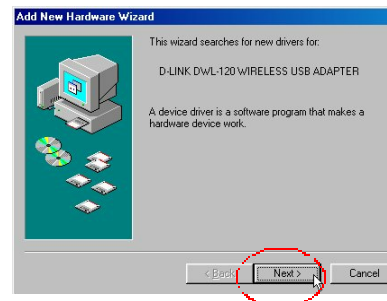 Add New Hardware Wizard
This wizard searches for new drivers for:
D-LINK DWL-120 WIRELESS USB ADAPTER
A device driver is a software program that makes a
hardware device work.
< Back
Next >
Cancel